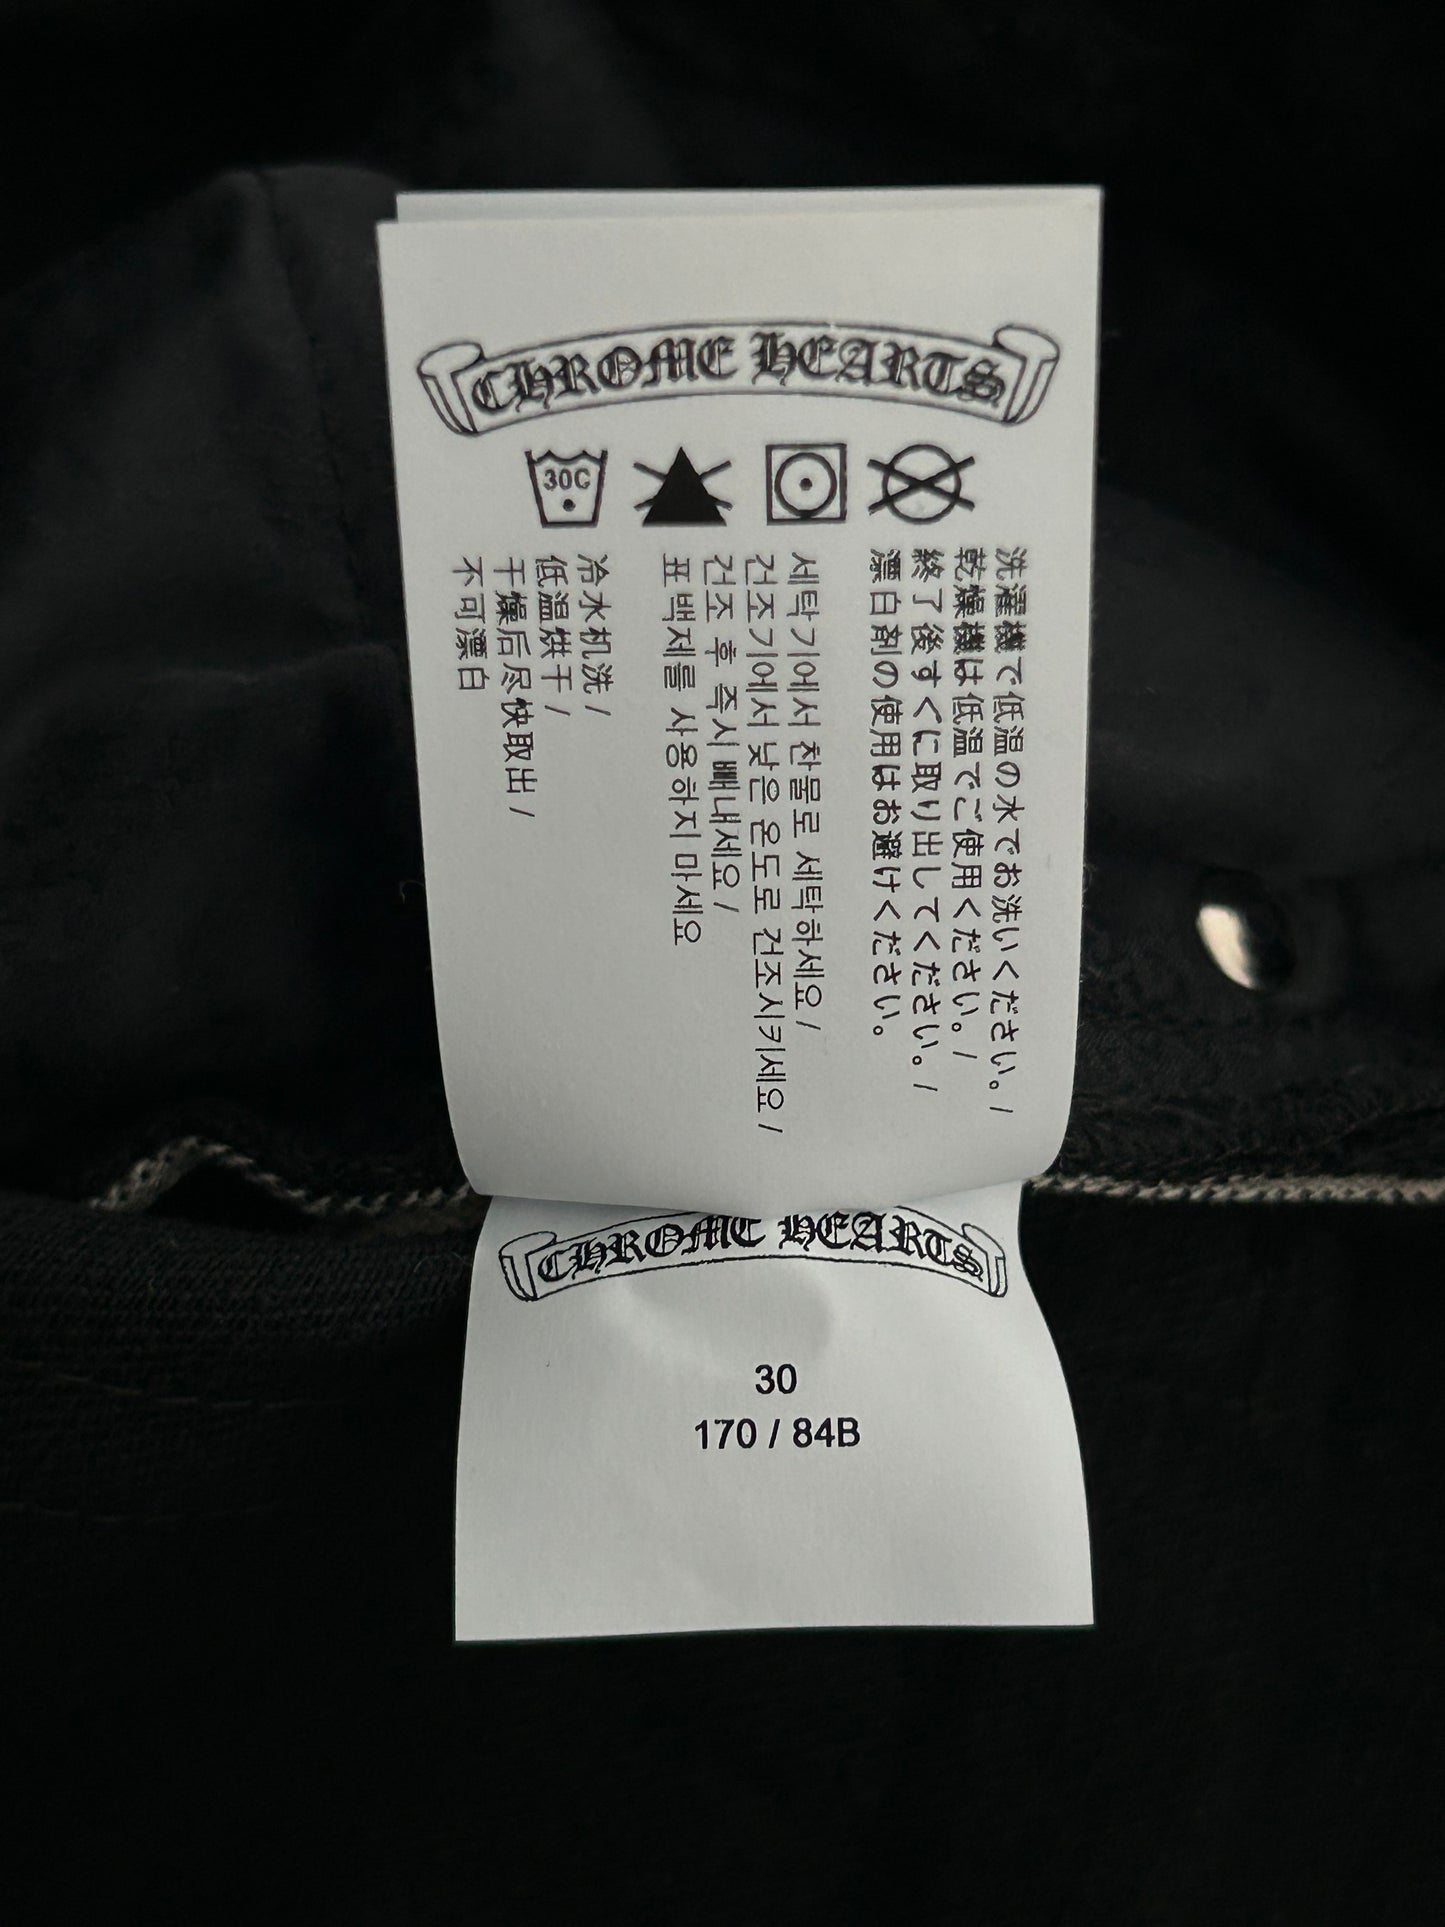 CHROME HEARTS
30C
洗濯機で低温の水でお洗いください。/
乾燥機は低温でご使用ください。/
終了後すぐに取り出してください。/
漂白剤の使用はお避けください。
세탁기에서 찬물로 세탁하세요 /
건조기에서 낮은 온도로 건조시키세요 /
건조 후 즉시 빼내세요 /
표백제를 사용하지 마세요
冷水机洗 /
低温烘干 /
干燥后尽快取出 /
不可漂白
CHROME HEARTS
30
170 / 84B